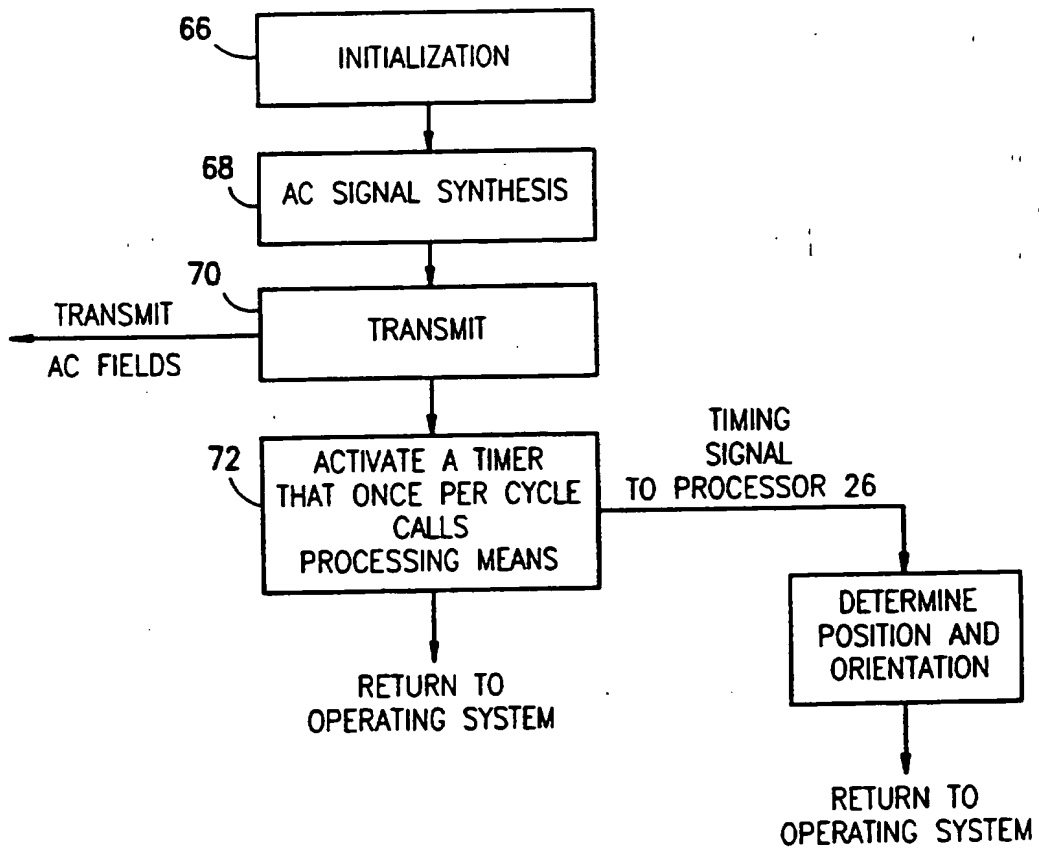 66
INITIALIZATION
68
AC SIGNAL SYNTHESIS
70
TRANSMIT
TRANSMIT
AC FIELDS
72
ACTIVATE A TIMER
THAT ONCE PER CYCLE
CALLS
PROCESSING MEANS
TIMING
SIGNAL
TO PROCESSOR 26
DETERMINE
POSITION AND
ORIENTATION
RETURN TO
OPERATING SYSTEM
RETURN TO
OPERATING SYSTEM